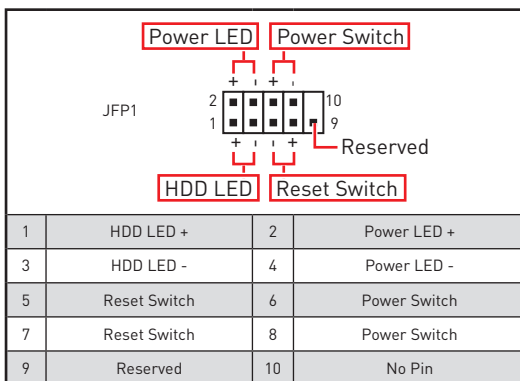 Power LED Power Switch
+ - + -
JFP1
2 10
1 9
+ - - +
Reserved
HDD LED Reset Switch
1 HDD LED + 2 Power LED +
3 HDD LED - 4 Power LED -
5 Reset Switch 6 Power Switch
7 Reset Switch 8 Power Switch
9 Reserved 10 No Pin